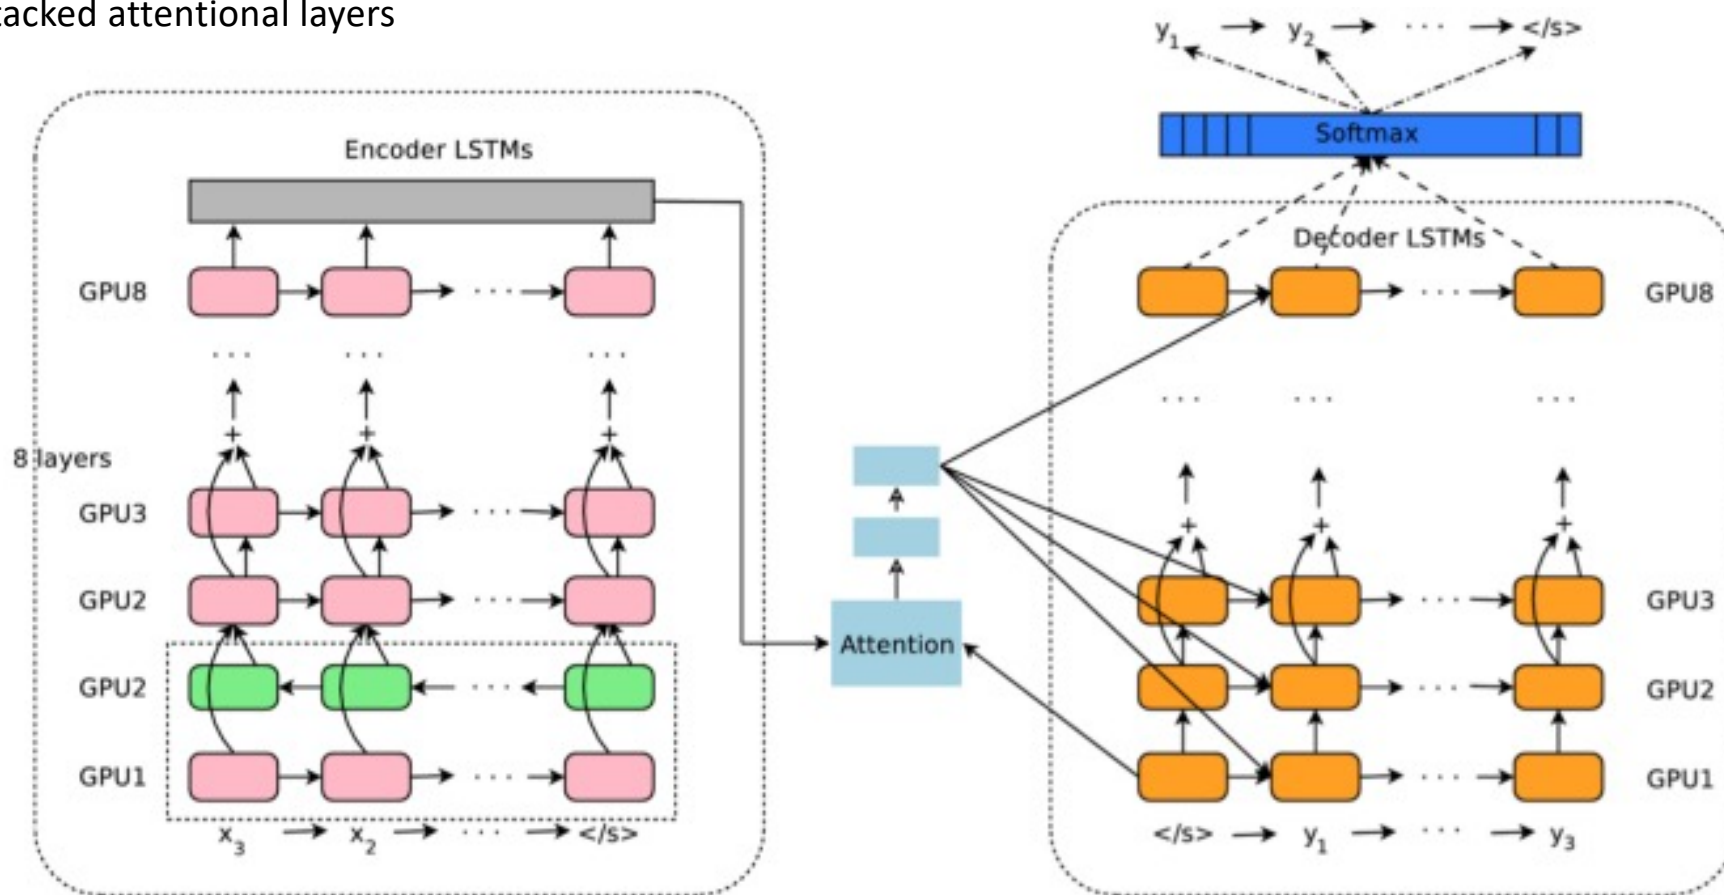 tacked attentional layers
y1 y2 ... </s>
Softmax
Encoder LSTMs
Decoder LSTMs
GPU8 ... GPU8
... ... ... ... ... ...
+ + +
8 layers
GPU3 ...
+ + +
GPU2 ... GPU3
Attention
GPU2 ... GPU2
GPU1 ... GPU1
x3 x2 ... </s>
</s> y1 ... y3